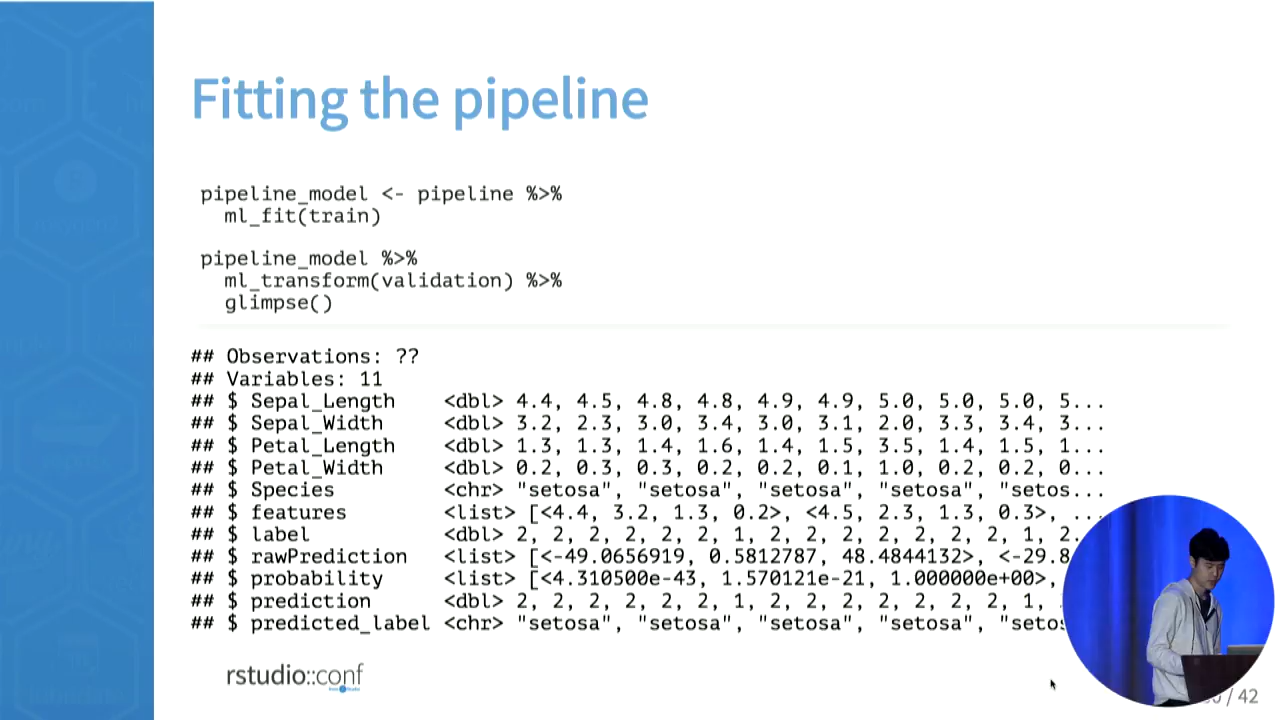 Fitting the pipeline
pipeline_model <- pipeline %>%
ml_fit(train)
pipeline_model %>%
ml_transform(validation) %>%
glimpse()
## Observations: ??
## Variables: 11
## $ Sepal_Length <dbl> 4.4, 4.5, 4.8, 4.8, 4.9, 4.9, 5.0, 5.0, 5.0, 5...
## $ Sepal_Width <dbl> 3.2, 2.3, 3.0, 3.4, 3.0, 3.1, 2.0, 3.3, 3.4, 3...
## $ Petal_Length <dbl> 1.3, 1.3, 1.4, 1.6, 1.4, 1.5, 3.5, 1.4, 1.5, 1...
## $ Petal_Width <dbl> 0.2, 0.3, 0.3, 0.2, 0.2, 0.1, 1.0, 0.2, 0.2, 0...
## $ Species <chr> "setosa", "setosa", "setosa", "setosa", "setos...
## $ features <list> [<4.4, 3.2, 1.3, 0.2>, <4.5, 2.3, 1.3, 0.3>, ...
## $ label <dbl> 2, 2, 2, 2, 2, 2, 1, 2, 2, 2, 2, 2, 2, 2, 1, 2...
## $ rawPrediction <list> [<-49.0656919, 0.5812787, 48.4844132>, <-29.8
## $ probability <list> [<4.310500e-43, 1.570121e-21, 1.000000e+00>,
## $ prediction <dbl> 2, 2, 2, 2, 2, 2, 1, 2, 2, 2, 2, 2, 2, 2, 1,
## $ predicted_label <chr> "setosa", "setosa", "setosa", "setosa", "setos
rstudio::conf
/ 42